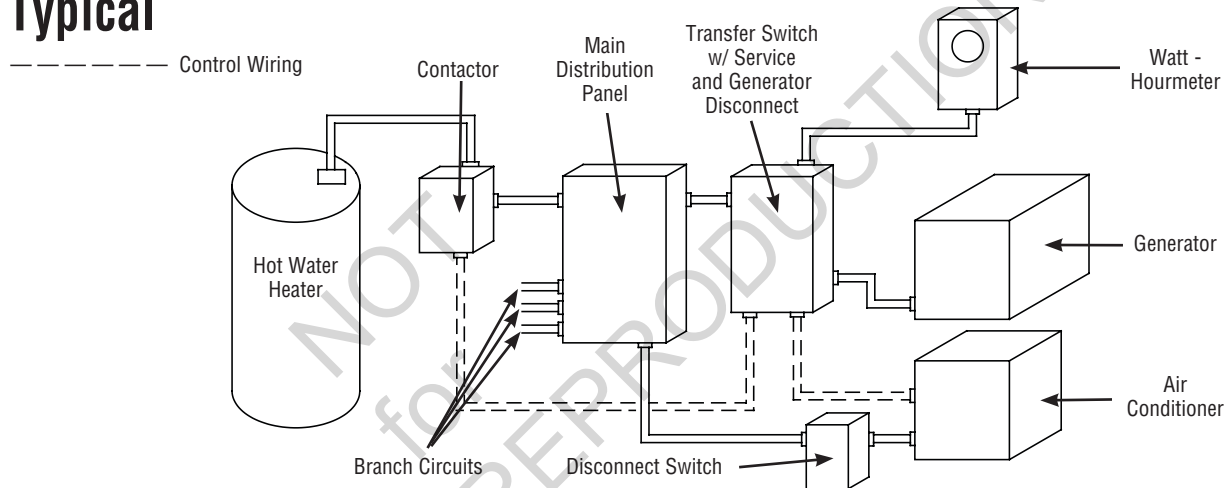 Typical
Control Wiring
Contactor
Main
Distribution
Panel
Transfer Switch
w/ Service
and Generator
Disconnect
Watt -
Hourmeter
Hot Water
Heater
Generator
Air
Conditioner
Branch Circuits
Disconnect Switch
NOT
for
REPRODUCTION